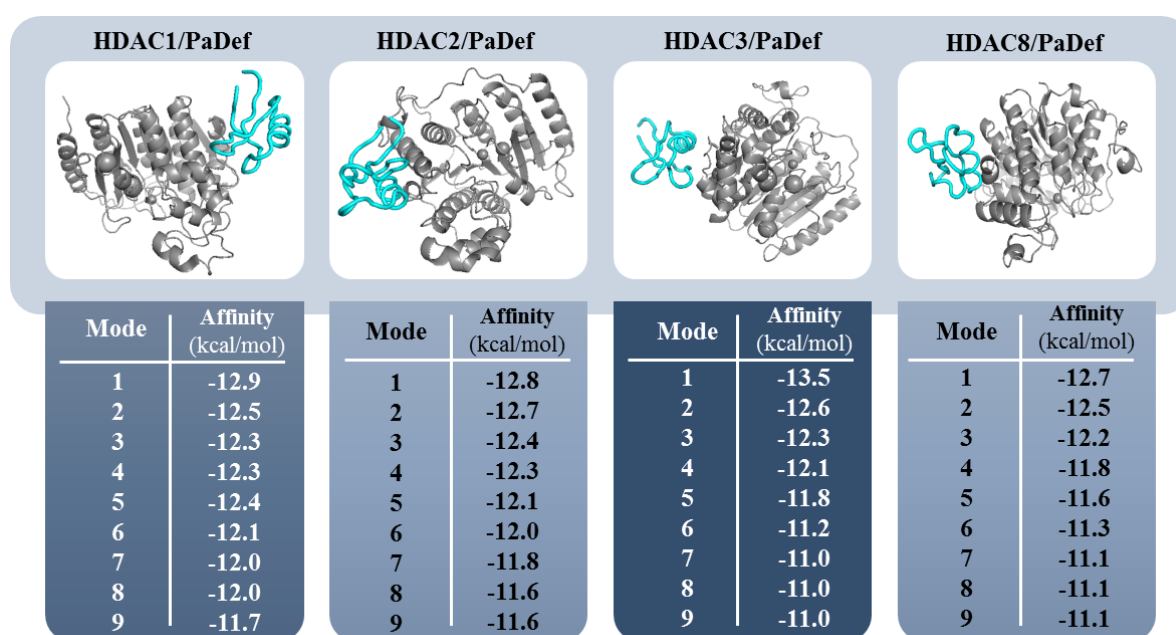 HDAC1/PaDef HDAC2/PaDef HDAC3/PaDef HDAC8/PaDef
Mode Affinity (kcal/mol) Mode Affinity (kcal/mol) Mode Affinity (kcal/mol) Mode Affinity (kcal/mol)
1 -12.9 1 -12.8 1 -13.5 1 -12.7
2 -12.5 2 -12.7 2 -12.6 2 -12.5
3 -12.3 3 -12.4 3 -12.3 3 -12.2
4 -12.3 4 -12.3 4 -12.1 4 -11.8
5 -12.4 5 -12.1 5 -11.8 5 -11.6
6 -12.1 6 -12.0 6 -11.2 6 -11.3
7 -12.0 7 -11.8 7 -11.0 7 -11.1
8 -12.0 8 -11.6 8 -11.0 8 -11.1
9 -11.7 9 -11.6 9 -11.0 9 -11.1